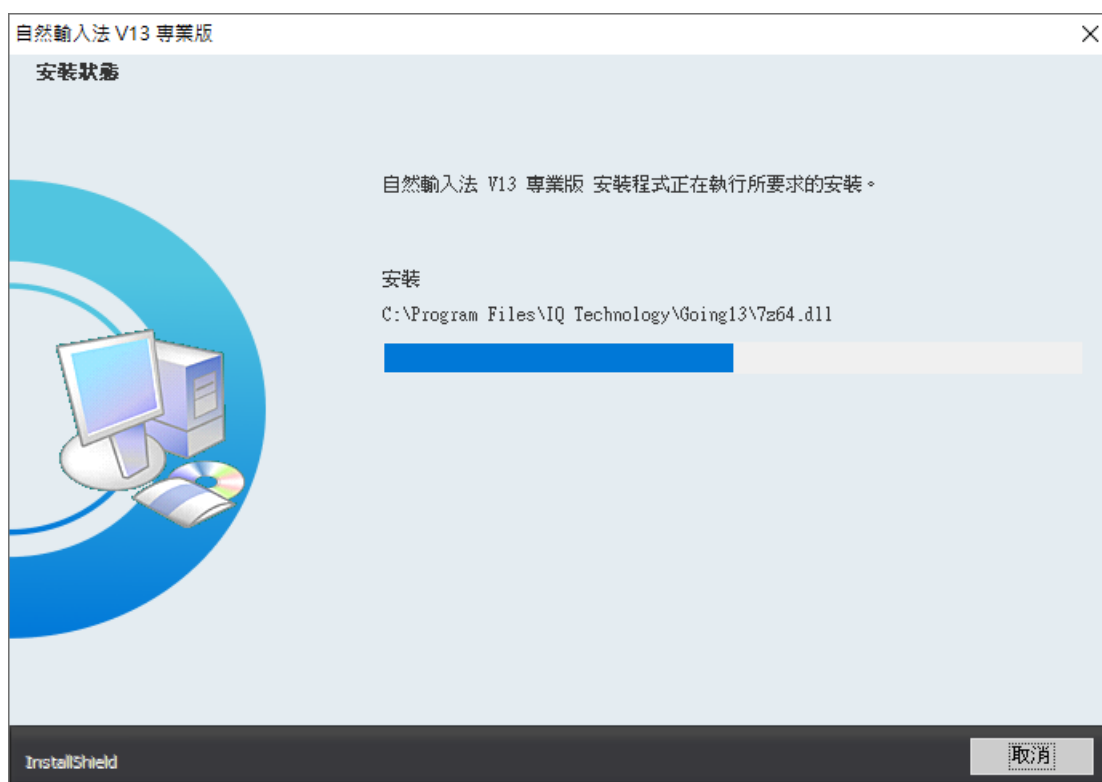 自然輸入法 V13 專業版
安裝狀態
自然輸入法 V13 專業版 安裝程式正在執行所要求的安裝。
安裝
C:\Program Files\IQ Technology\Going13\7z64.dll
InstallShield
取消